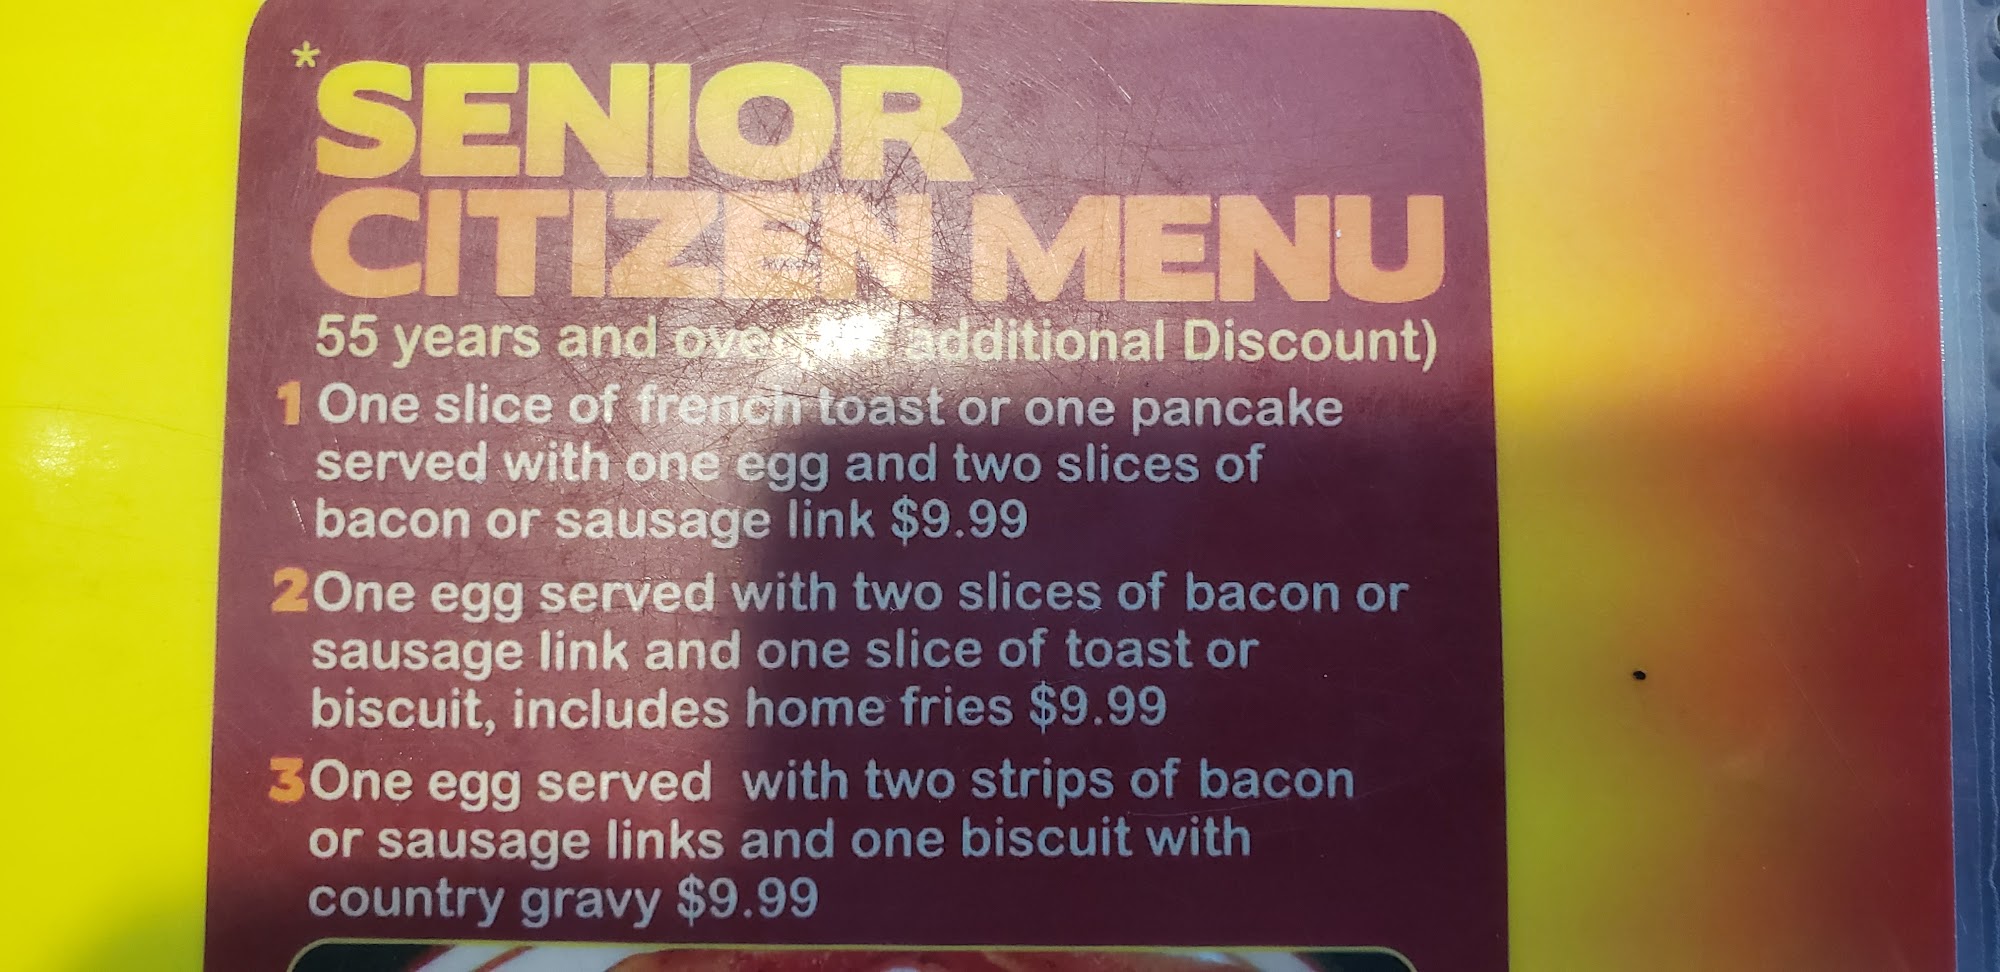 *SENIOR
CITIZEN MENU
55 years and over additional Discount)
1 One slice of french toast or one pancake
served with one egg and two slices of
bacon or sausage link $9.99
2 One egg served with two slices of bacon or
sausage link and one slice of toast or
biscuit, includes home fries $9.99
3 One egg served with two strips of bacon
or sausage links and one biscuit with
country gravy $9.99